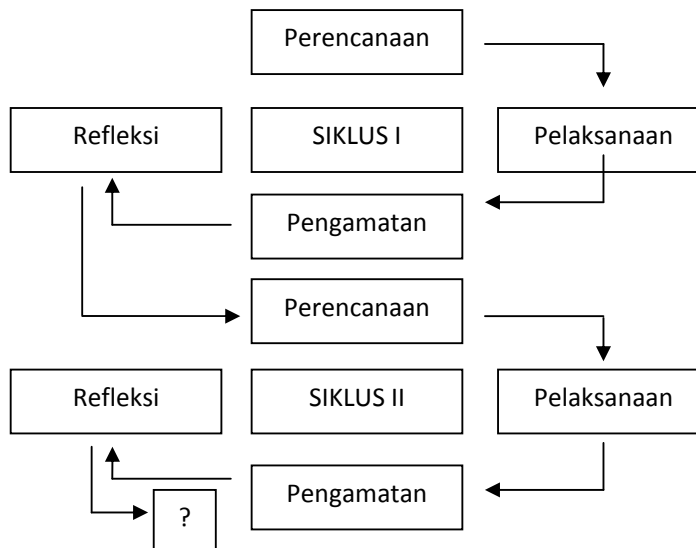 Perencanaan
Refleksi
SIKLUS I
Pelaksanaan
Pengamatan
Perencanaan
Refleksi
SIKLUS II
Pelaksanaan
Pengamatan
?